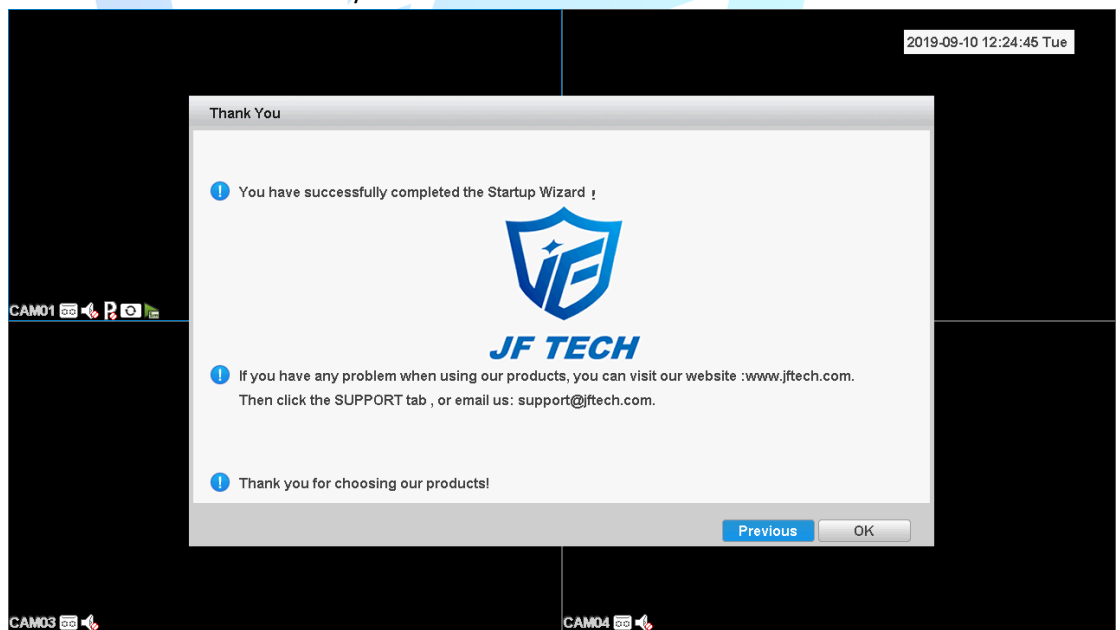 2019-09-10 12:24:45 Tue
Thank You
You have successfully completed the Startup Wizard !
JF TECH
If you have any problem when using our products, you can visit our website :www.jftech.com.
Then click the SUPPORT tab , or email us: support@jftech.com.
Thank you for choosing our products!
Previous OK
CAM01
CAM03
CAM04